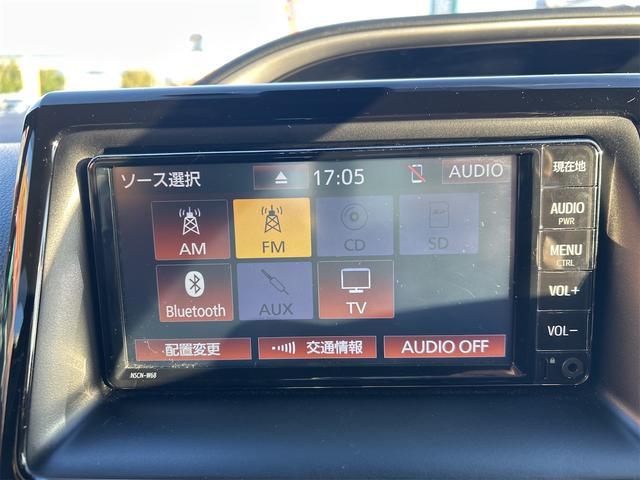 ソース選択
17:05
AUDIO
AM
FM
CD
SD
Bluetooth
AUX
TV
配置変更
交通情報
AUDIO OFF
NSCN-W68
現在地
AUDIO
PWR
MENU
CTRL
VOL+
VOL-